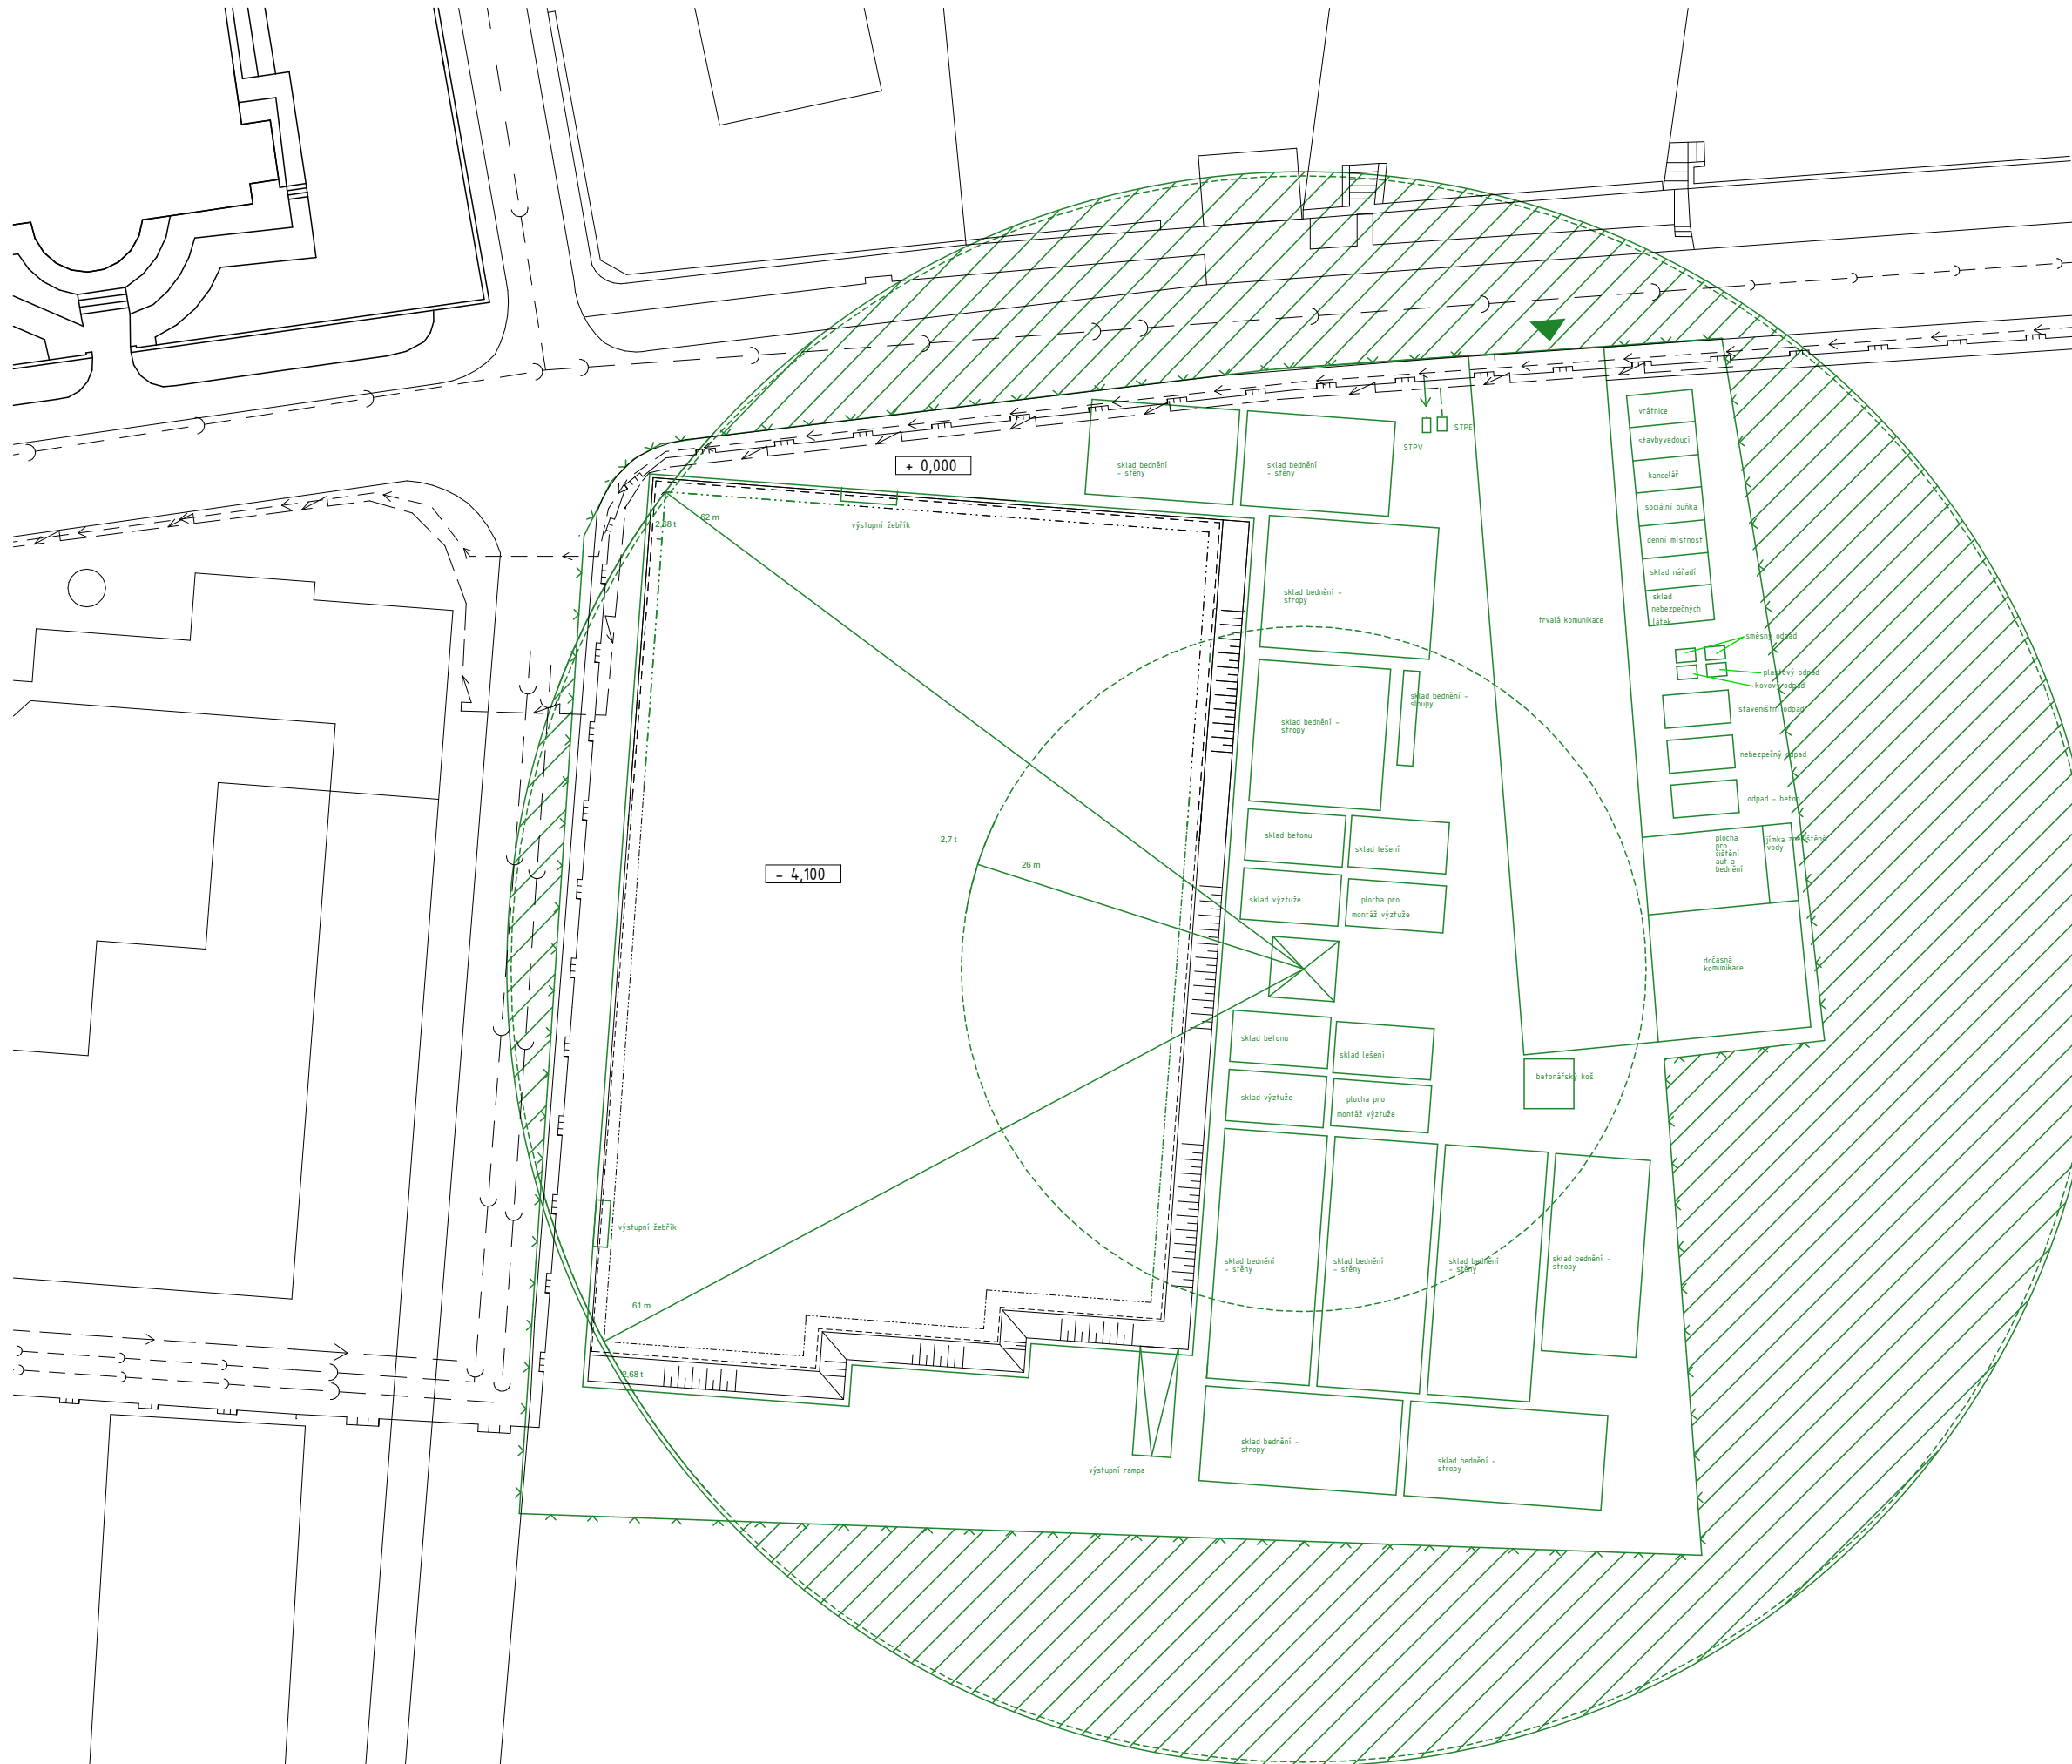 vrátnice
stavbyvedoucí
STPE
STPV
+ 0,000
sklad bednění
- stěny
sklad bednění
- stěny
kancelář
sociální buňka
62 m
2,68 t
výstupní žebřík
denní místnost
sklad nářadí
sklad bednění -
stropy
sklad
nebezpečných
látek
trvalá komunikace
směsný odpad
plastový odpad
kovový odpad
sklad bednění -
sloupy
staveništní odpad
sklad bednění -
stropy
nebezpečný odpad
odpad - beton
2,7 t
sklad betonu
sklad lešení
plocha
pro
čištění
aut a
bednění
jímka znečištěné
vody
26 m
- 4,100
sklad výztuže
plocha pro
montáž výztuže
dočasná
komunikace
sklad betonu
sklad lešení
betonářský koš
sklad výztuže
plocha pro
montáž výztuže
výstupní žebřík
sklad bednění
- stěny
sklad bednění
- stěny
sklad bednění
- stěny
sklad bednění -
stropy
61 m
2,68 t
sklad bednění -
stropy
sklad bednění -
stropy
výstupní rampa